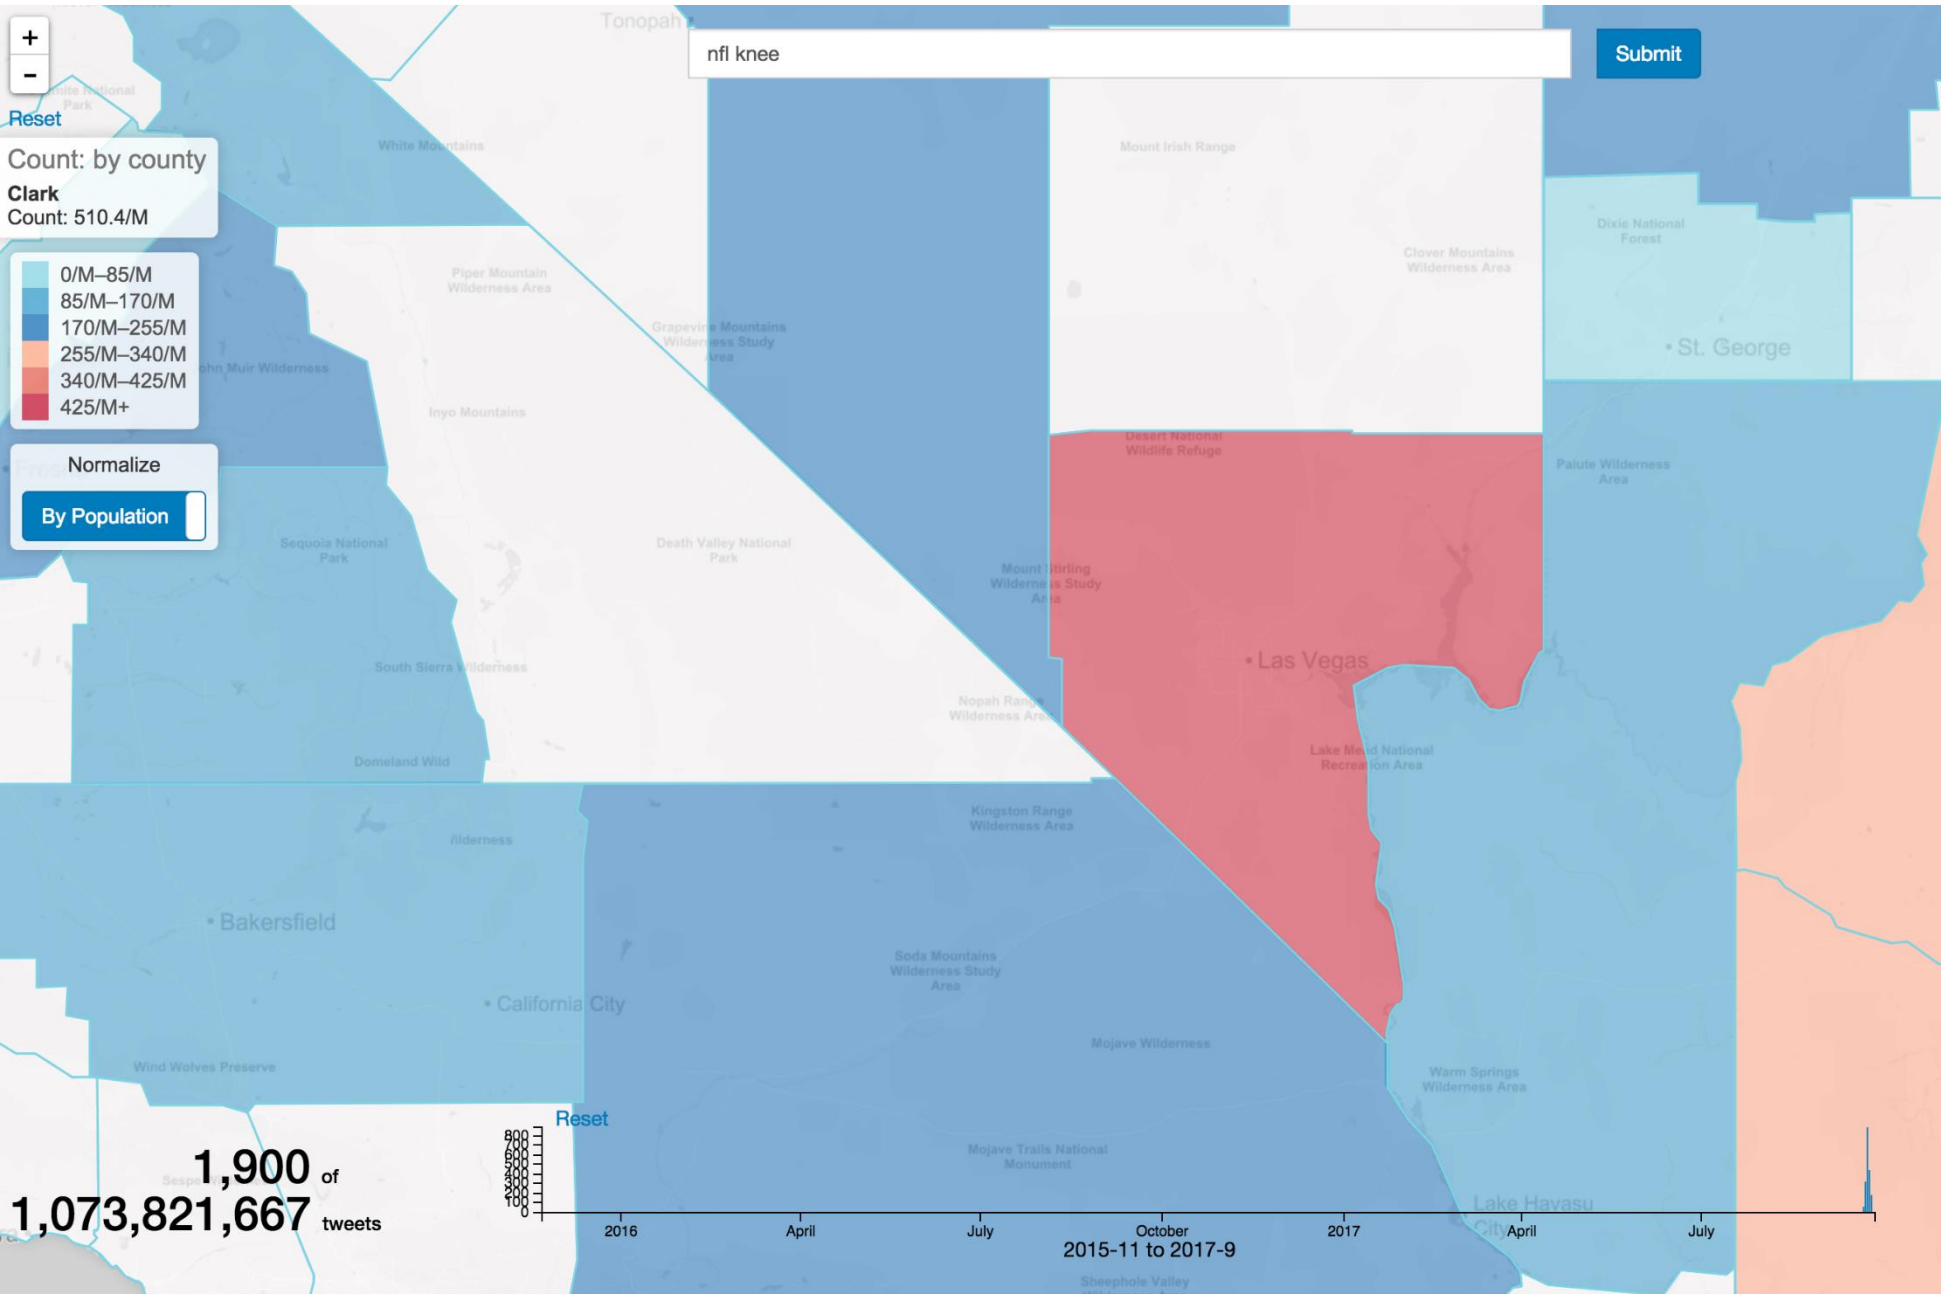 Tonopah
+
nfl knee
Submit
-
National
Park
Reset
White Mountains
Mount Irish Range
Count: by county
Clark
Count: 510.4/M
Dixie National
Forest
Clover Mountains
Wilderness Area
0/M–85/M
85/M–170/M
170/M–255/M
255/M–340/M
340/M–425/M
425/M+
Piper Mountain
Wilderness Area
Grapevine Mountains
Wilderness Study
Area
St. George
John Muir Wilderness
Inyo Mountains
Desert National
Wildlife Refuge
Normalize
By Population
Fresno
Paiute Wilderness
Area
Sequoia National
Park
Death Valley National
Park
Mount Stirling
Wilderness Study
Area
Las Vegas
South Sierra Wilderness
Nopah Range
Wilderness Area
Lake Mead National
Recreation Area
Domeland Wild
Kingston Range
Wilderness Area
ilderness
Bakersfield
Soda Mountains
Wilderness Study
Area
California City
Mojave Wilderness
Wind Wolves Preserve
Warm Springs
Wilderness Area
Reset
800
700
600
500
400
300
200
100
0
Mojave Trails National
Monument
1,900 of
1,073,821,667 tweets
Lake Havasu
City
2016
April
July
October
2017
April
July
2015-11 to 2017-9
Sheephole Valley